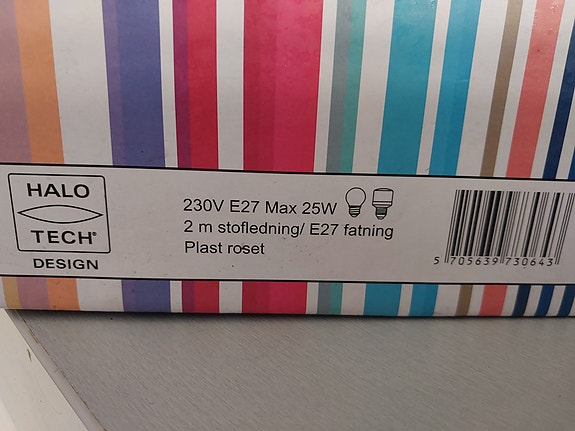 HALO
TECH®
DESIGN
230V E27 Max 25W
2 m stofledning/ E27 fatning
Plast roset
5 705639 730643